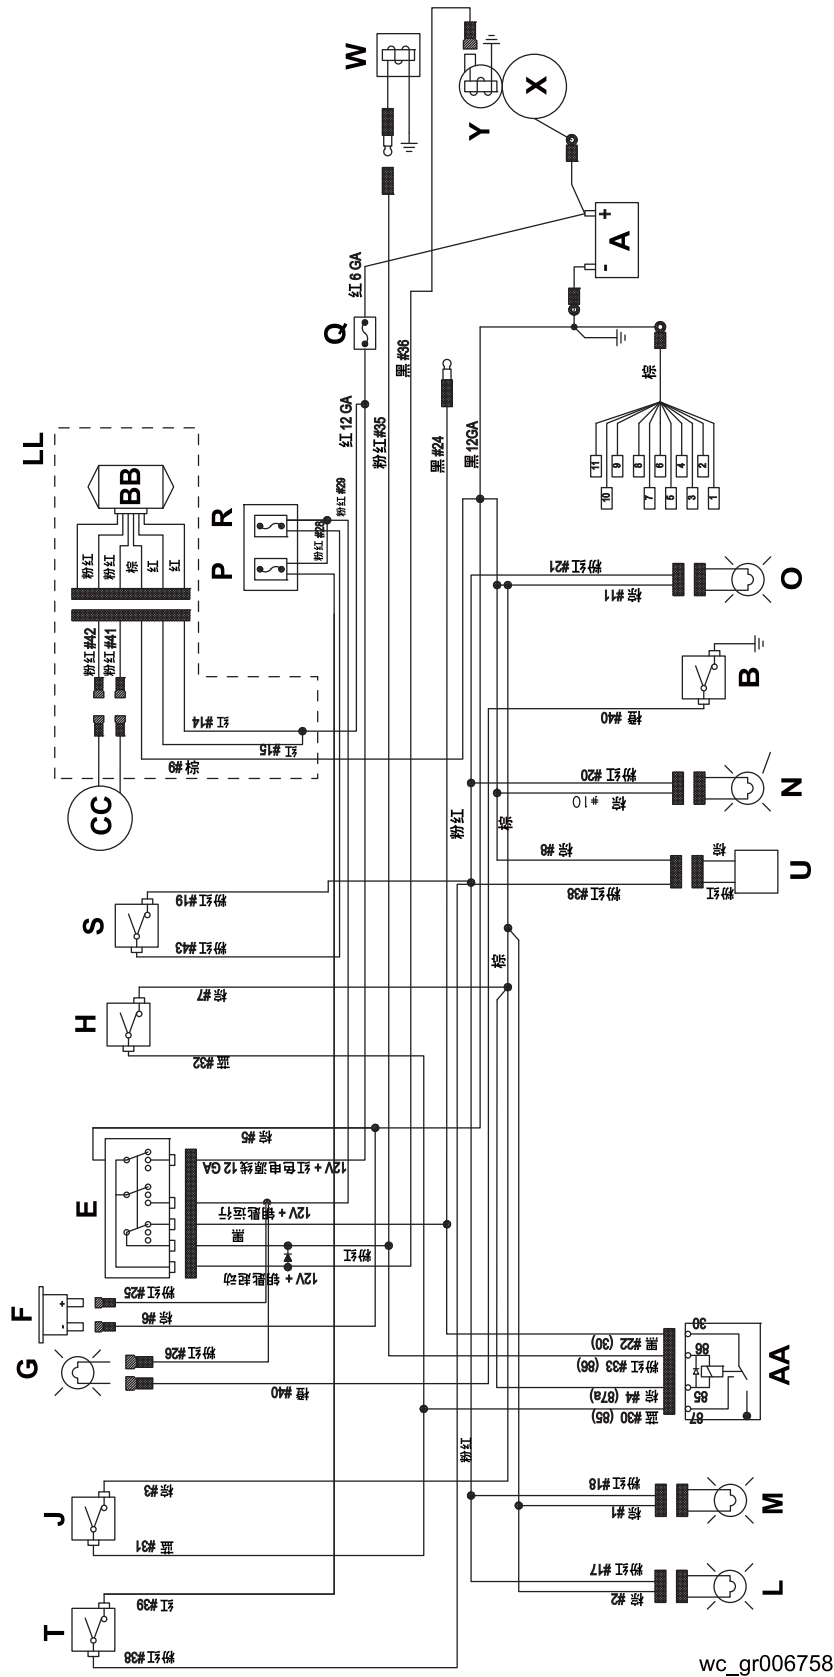 W
X
Y
+
-
A
红 6 GA
Q
黑 #36
棕
LL
红 12 GA
粉红#35
黑 #24
黑 12GA
BB
R
P
粉红 #29
粉红 #28
11
9
8
6
4
2
10
7
5
3
1
粉红
粉红
棕
红
红
粉红 #42
粉红 #41
粉红 #21
棕 #11
O
B
橙 #40
红 #14
红 #15
棕 #9
CC
粉红
棕
粉红 #20
棕 #10
N
棕 #8
粉红 #38
棕
粉红
U
S
粉红 #19
粉红 #43
棕
H
棕 #7
蓝 #32
棕 #5
E
12V + 红色电源线 12 GA
12V + 钥匙运行
黑
粉红
12V + 钥匙起动
F
+
-
粉红 #25
棕 #6
G
粉红 #26
橙 #40
黑 #22 (30)
粉红 #33 (86)
棕 #4 (87a)
蓝 #30 (85)
30
86
85
87
AA
粉红
J
棕 #3
蓝 #31
粉红 #18
棕 #1
M
T
红 #39
粉红 #38
粉红 #17
棕 #2
L
wc_gr006758